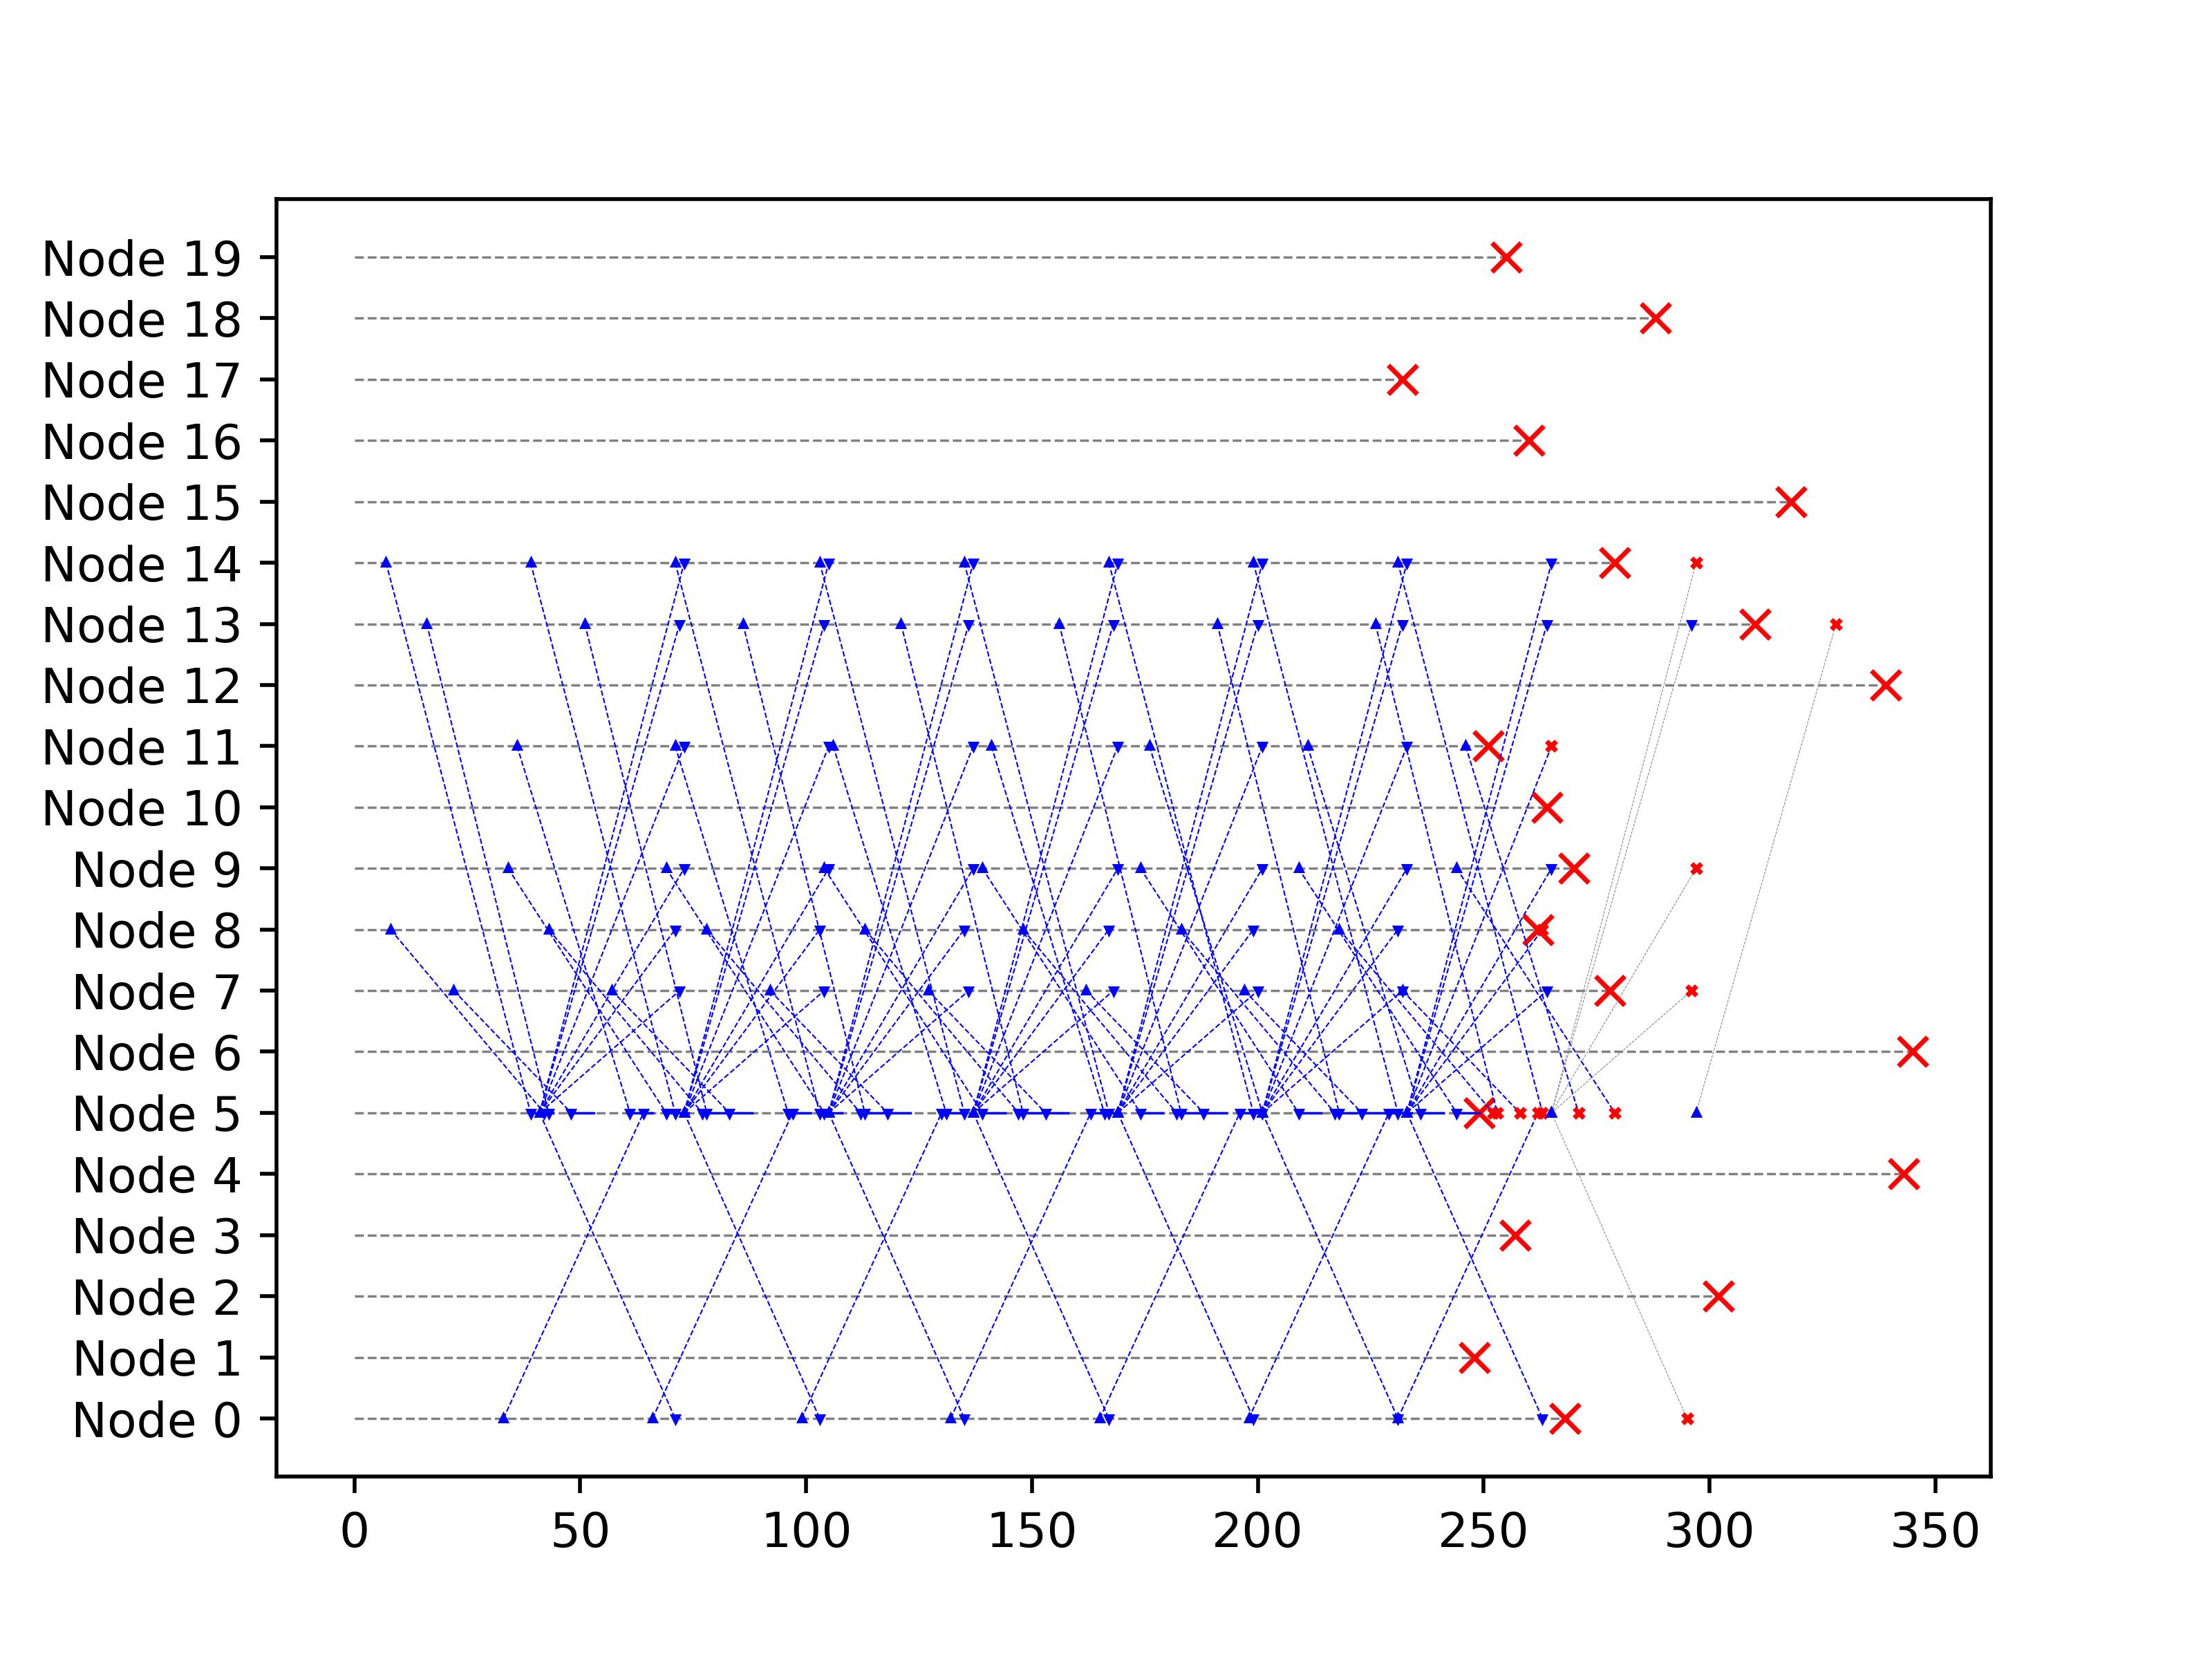 Node 19
Node 18
Node 17
Node 16
Node 15
Node 14
Node 13
Node 12
Node 11
Node 10
Node 9
Node 8
Node 7
Node 6
Node 5
Node 4
Node 3
Node 2
Node 1
Node 0
0 50 100 150 200 250 300 350